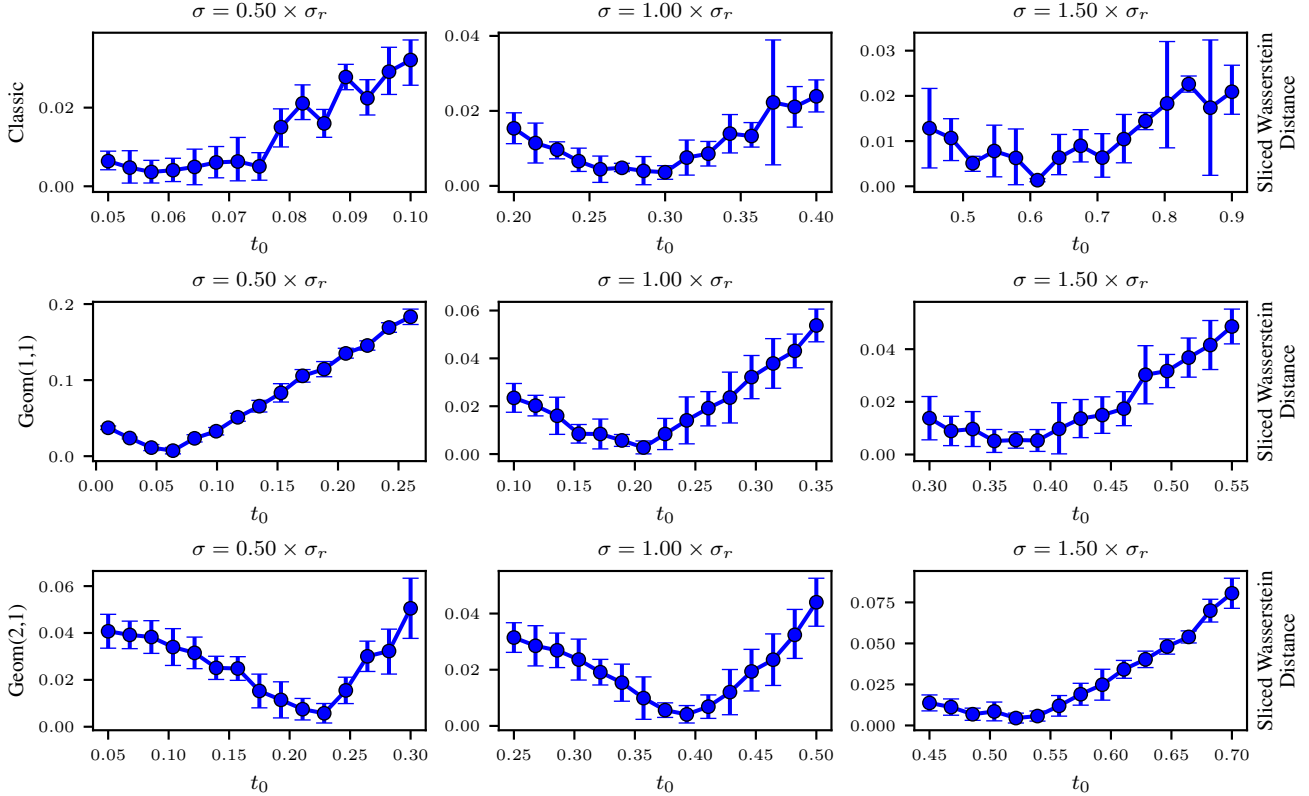 σ = 0.50 × σ_r
σ = 1.00 × σ_r
σ = 1.50 × σ_r
Classic
0.02
0.00
0.05 0.06 0.07 0.08 0.09 0.10
t_0
0.04
0.02
0.00
0.20 0.25 0.30 0.35 0.40
t_0
0.03
0.02
0.01
0.00
0.5 0.6 0.7 0.8 0.9
t_0
Sliced Wasserstein
Distance
σ = 0.50 × σ_r
σ = 1.00 × σ_r
σ = 1.50 × σ_r
Geom(1,1)
0.2
0.1
0.0
0.00 0.05 0.10 0.15 0.20 0.25
t_0
0.06
0.04
0.02
0.00
0.10 0.15 0.20 0.25 0.30 0.35
t_0
0.04
0.02
0.00
0.30 0.35 0.40 0.45 0.50 0.55
t_0
Sliced Wasserstein
Distance
σ = 0.50 × σ_r
σ = 1.00 × σ_r
σ = 1.50 × σ_r
Geom(2,1)
0.06
0.04
0.02
0.00
0.05 0.10 0.15 0.20 0.25 0.30
t_0
0.04
0.02
0.00
0.25 0.30 0.35 0.40 0.45 0.50
t_0
0.075
0.050
0.025
0.000
0.45 0.50 0.55 0.60 0.65 0.70
t_0
Sliced Wasserstein
Distance